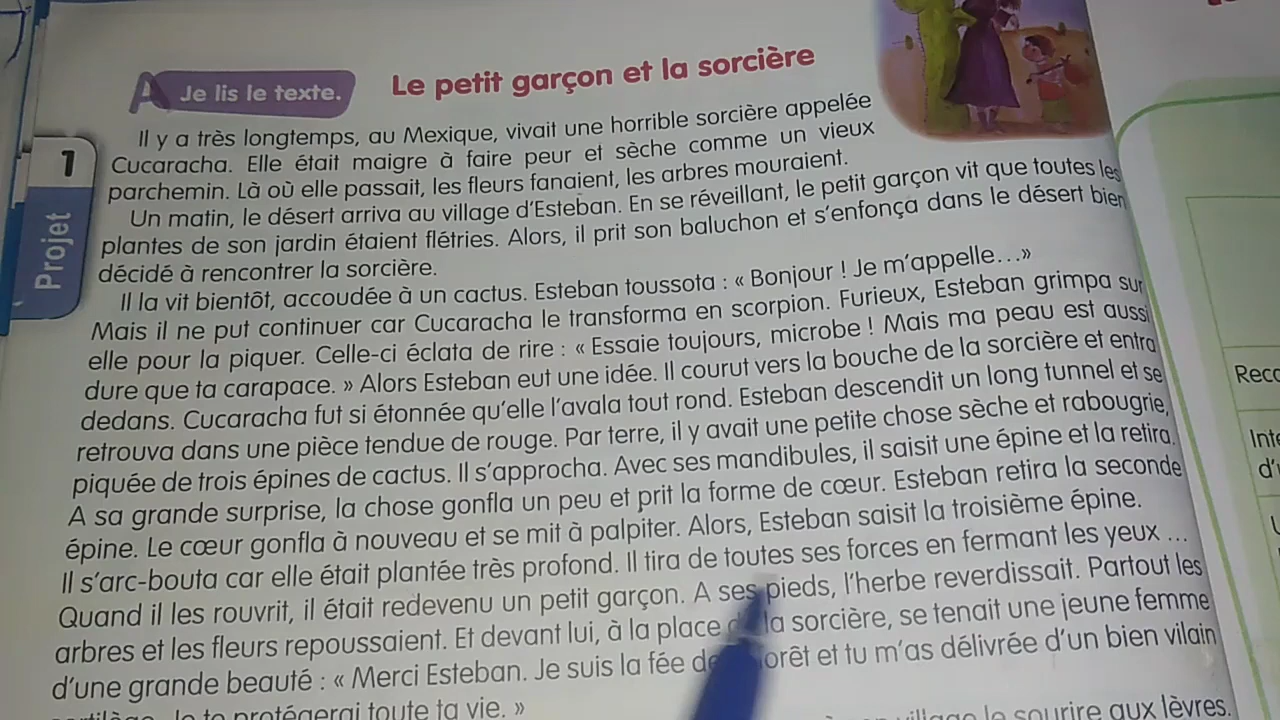 A Je lis le texte.
Le petit garçon et la sorcière
1
Projet
Il y a très longtemps, au Mexique, vivait une horrible sorcière appelée
Cucaracha. Elle était maigre à faire peur et sèche comme un vieux
parchemin. Là où elle passait, les fleurs fanaient, les arbres mouraient.
Un matin, le désert arriva au village d'Esteban. En se réveillant, le petit garçon vit que toutes les
plantes de son jardin étaient flétries. Alors, il prit son baluchon et s'enfonça dans le désert bien
décidé à rencontrer la sorcière.
Il la vit bientôt, accoudée à un cactus. Esteban toussota : « Bonjour ! Je m'appelle...»
Mais il ne put continuer car Cucaracha le transforma en scorpion. Furieux, Esteban grimpa sur
elle pour la piquer. Celle-ci éclata de rire : « Essaie toujours, microbe ! Mais ma peau est aussi
dure que ta carapace. » Alors Esteban eut une idée. Il courut vers la bouche de la sorcière et entra
dedans. Cucaracha fut si étonnée qu'elle l'avala tout rond. Esteban descendit un long tunnel et se
retrouva dans une pièce tendue de rouge. Par terre, il y avait une petite chose sèche et rabougrie,
piquée de trois épines de cactus. Il s'approcha. Avec ses mandibules, il saisit une épine et la retira.
A sa grande surprise, la chose gonfla un peu et prit la forme de cœur. Esteban retira la seconde
épine. Le cœur gonfla à nouveau et se mit à palpiter. Alors, Esteban saisit la troisième épine.
Il s'arc-bouta car elle était plantée très profond. Il tira de toutes ses forces en fermant les yeux ...
Quand il les rouvrit, il était redevenu un petit garçon. A ses pieds, l'herbe reverdissait. Partout les
arbres et les fleurs repoussaient. Et devant lui, à la place la sorcière, se tenait une jeune femme
d'une grande beauté : « Merci Esteban. Je suis la fée et tu m'as délivrée d'un bien vilain
protégerai toute ta vie. » le sourire aux lèvres.